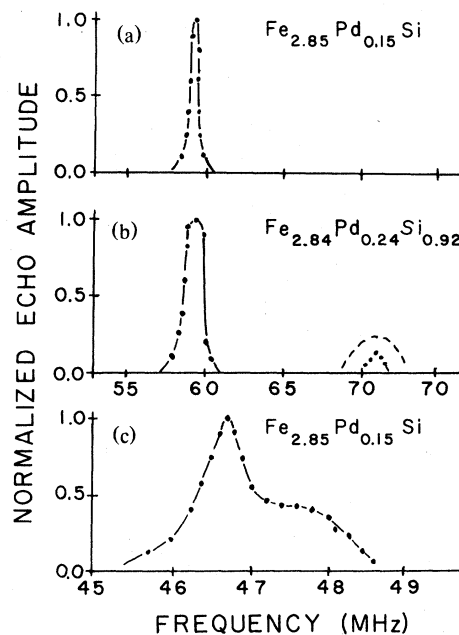 NORMALIZED ECHO AMPLITUDE
(a)
Fe2.85Pd0.15Si
1.0
0.5
0.0
(b)
Fe2.84Pd0.24Si0.92
1.0
0.5
0.0
55 60 65 70 70
(c)
Fe2.85Pd0.15Si
1.0
0.5
0.0
45 46 47 48 49
FREQUENCY (MHz)